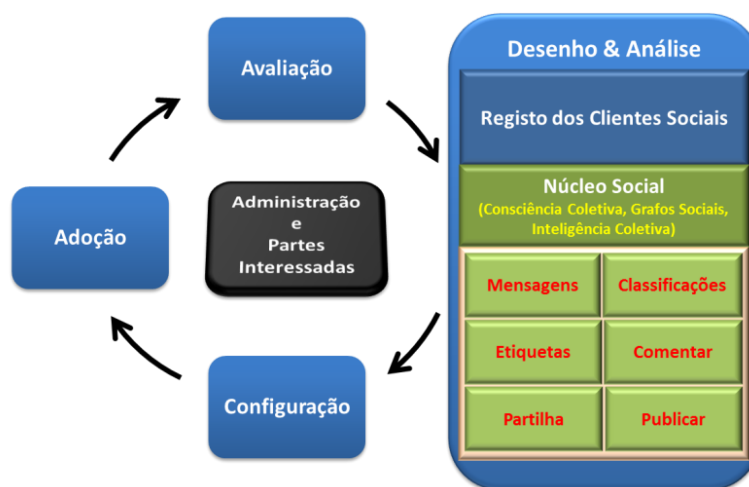 Avaliação
Adoção
Administração
e
Partes
Interessadas
Configuração
Desenho & Análise
Registo dos Clientes Sociais
Núcleo Social
(Consciência Coletiva, Grafos Sociais,
Inteligência Coletiva)
Mensagens
Classificações
Etiquetas
Comentar
Partilha
Publicar